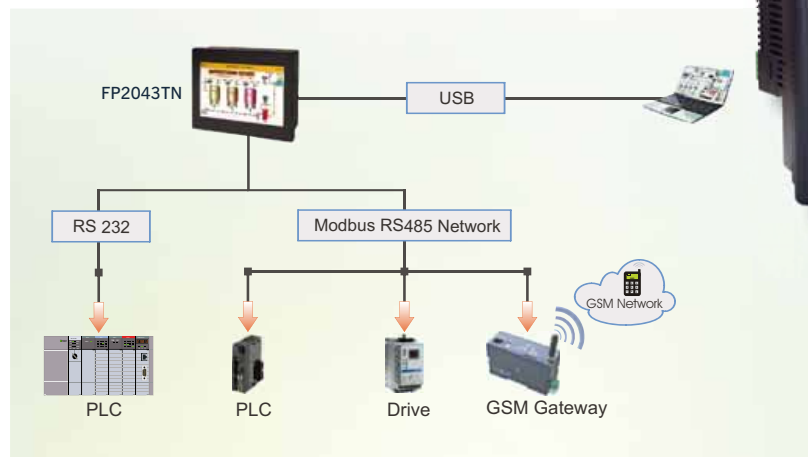 FP2043TN
USB
RS 232
Modbus RS485 Network
GSM Network
PLC
PLC
Drive
GSM Gateway